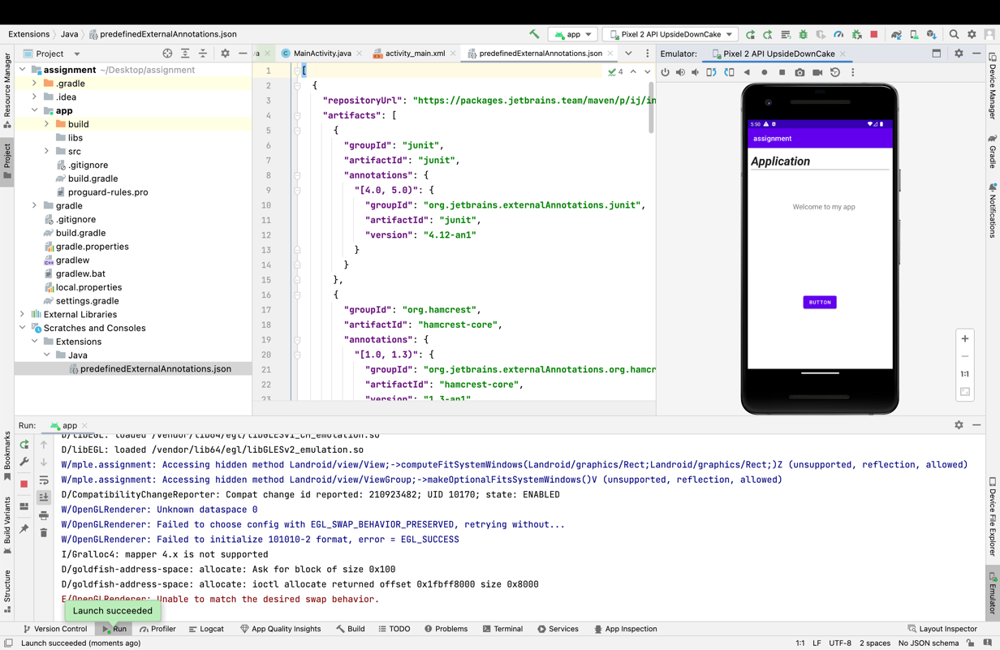 Extensions Java predefinedExternalAnnotations.json
app
Pixel 2 API UpsideDownCake
Project
va
MainActivity.java
activity_main.xml
predefinedExternalAnnotations.json
Emulator:
Pixel 2 API UpsideDownCake
Resource Manager
Project
Bookmarks
Build Variants
Structure
assignment ~/Desktop/assignment
.gradle
.idea
app
build
libs
src
.gitignore
build.gradle
proguard-rules.pro
gradle
.gitignore
build.gradle
gradle.properties
gradlew
gradlew.bat
local.properties
settings.gradle
External Libraries
Scratches and Consoles
Extensions
Java
predefinedExternalAnnotations.json
4
1 [
2 {
3 "repositoryUrl": "https://packages.jetbrains.team/maven/p/ij/in
4 "artifacts": [
5 {
6 "groupId": "junit",
7 "artifactId": "junit",
8 "annotations": {
9 "[4.0, 5.0)": {
10 "groupId": "org.jetbrains.externalAnnotations.junit",
11 "artifactId": "junit",
12 "version": "4.12-an1"
13 }
14 }
15 },
16 {
17 "groupId": "org.hamcrest",
18 "artifactId": "hamcrest-core",
19 "annotations": {
20 "[1.0, 1.3)": {
21 "groupId": "org.jetbrains.externalAnnotations.org.hamcr
22 "artifactId": "hamcrest-core",
23 "version": "1.3-an1"
5:50
assignment
Application
Welcome to my app
BUTTON
1:1
Device Manager
Gradle
Notifications
Device File Explorer
Emulator
Run: app
D/libEGL: loaded /vendor/lib64/egl/libGLESv1_CM_emulation.so
D/libEGL: loaded /vendor/lib64/egl/libGLESv2_emulation.so
W/mple.assignment: Accessing hidden method Landroid/view/View;->computeFitSystemWindows(Landroid/graphics/Rect;Landroid/graphics/Rect;)Z (unsupported, reflection, allowed)
W/mple.assignment: Accessing hidden method Landroid/view/ViewGroup;->makeOptionalFitsSystemWindows()V (unsupported, reflection, allowed)
D/CompatibilityChangeReporter: Compat change id reported: 210923482; UID 10170; state: ENABLED
W/OpenGLRenderer: Unknown dataspace 0
W/OpenGLRenderer: Failed to choose config with EGL_SWAP_BEHAVIOR_PRESERVED, retrying without...
W/OpenGLRenderer: Failed to initialize 101010-2 format, error = EGL_SUCCESS
I/Gralloc4: mapper 4.x is not supported
D/goldfish-address-space: allocate: Ask for block of size 0x100
D/goldfish-address-space: allocate: ioctl allocate returned offset 0x1fbff8000 size 0x8000
E/OpenGLRenderer: Unable to match the desired swap behavior.
Launch succeeded
Version Control Run Profiler Logcat App Quality Insights Build TODO Problems Terminal Services App Inspection Layout Inspector
Launch succeeded (moments ago) 1:1 LF UTF-8 2 spaces No JSON schema